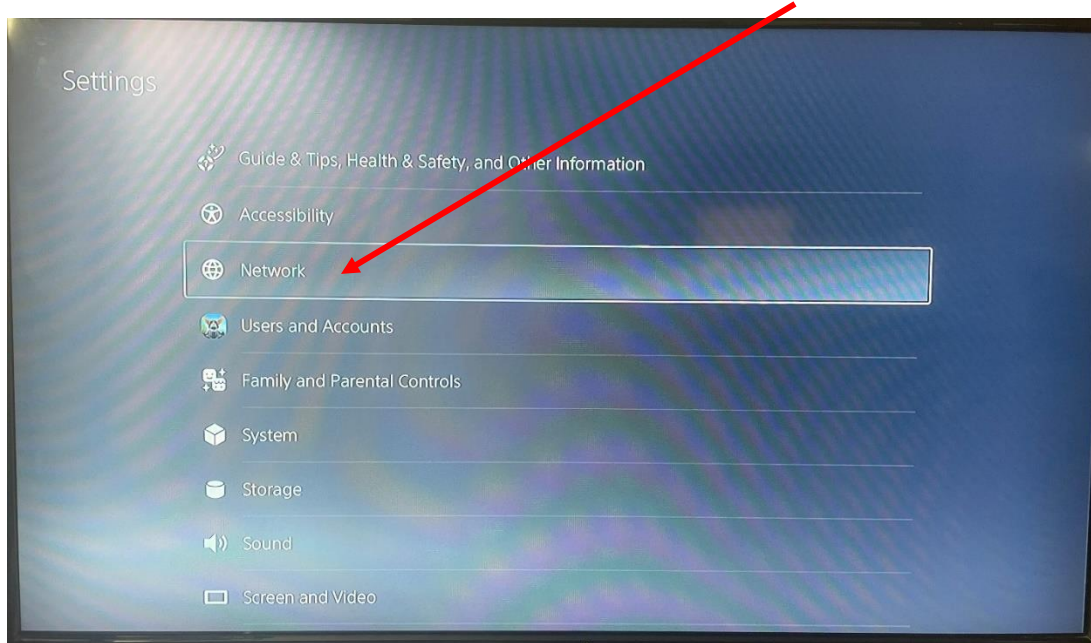 Settings
Guide & Tips, Health & Safety, and Other Information
Accessibility
Network
Users and Accounts
Family and Parental Controls
System
Storage
Sound
Screen and Video